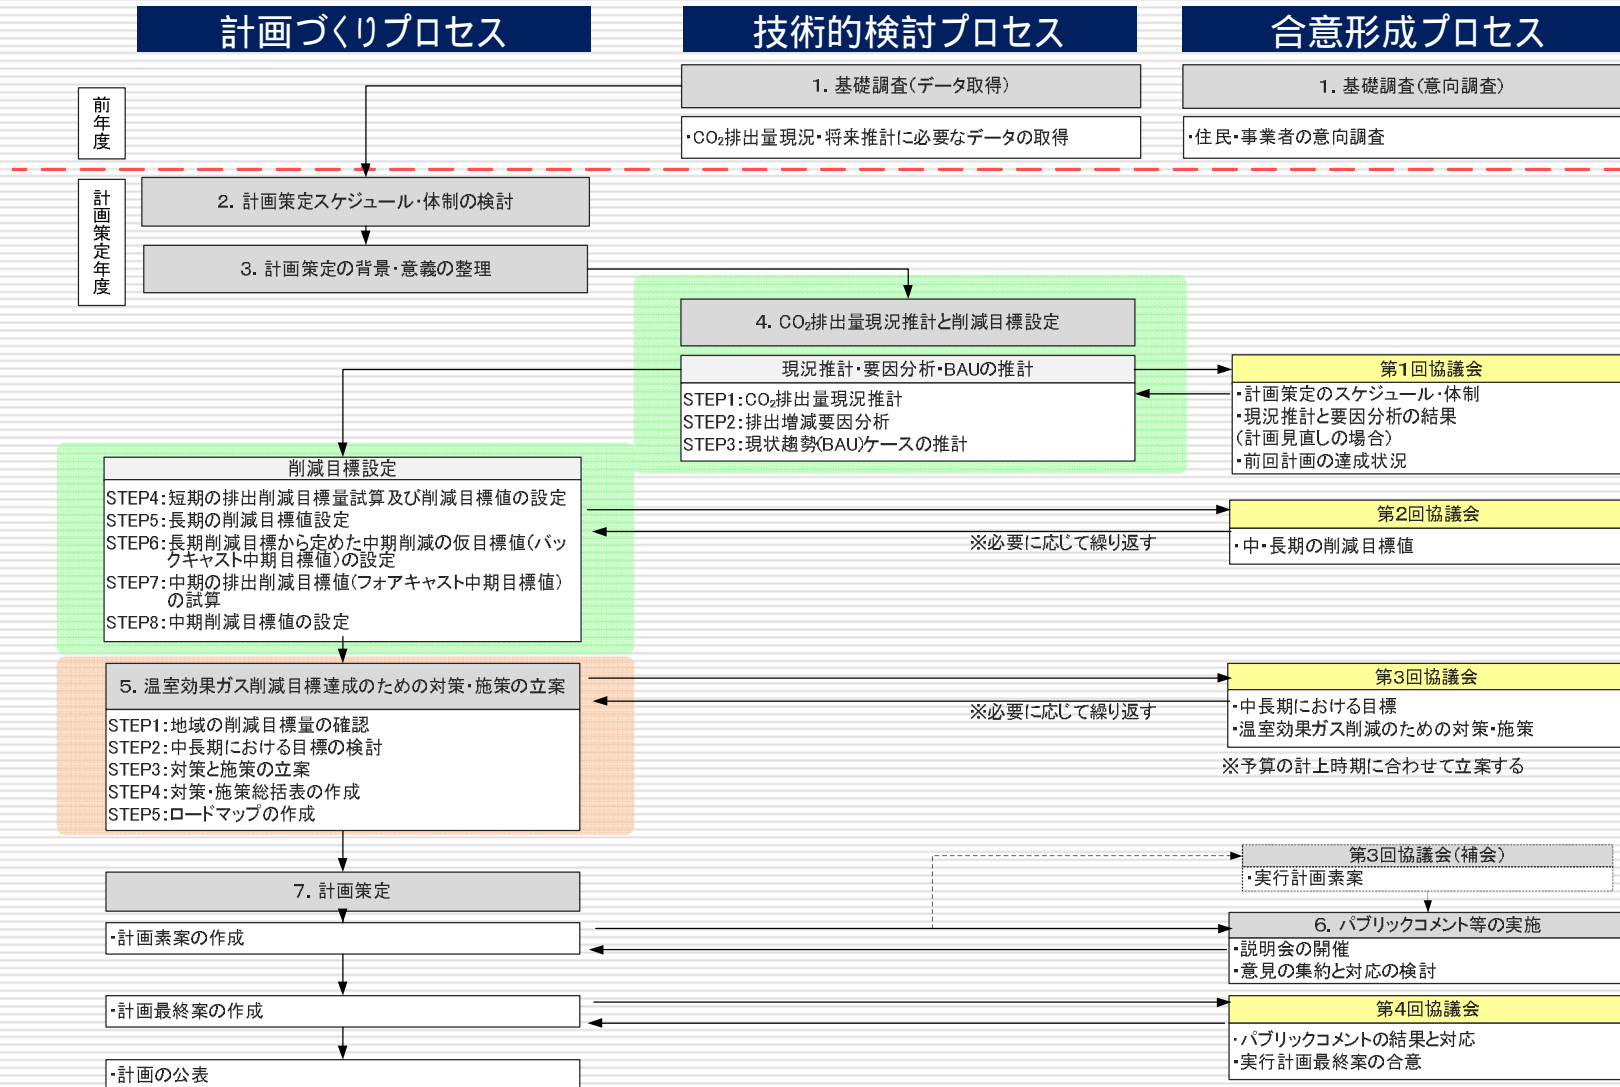 計画づくりプロセス
技術的検討プロセス
合意形成プロセス
前年度
1. 基礎調査(データ取得)
・CO₂排出量現況・将来推計に必要なデータの取得
1. 基礎調査(意向調査)
・住民・事業者の意向調査
計画策定年度
2. 計画策定スケジュール・体制の検討
3. 計画策定の背景・意義の整理
4. CO₂排出量現況推計と削減目標設定
現況推計・要因分析・BAUの推計
STEP1:CO₂排出量現況推計
STEP2:排出増減要因分析
STEP3:現状趨勢(BAU)ケースの推計
第1回協議会
・計画策定のスケジュール・体制
・現況推計と要因分析の結果
(計画見直しの場合)
・前回計画の達成状況
削減目標設定
STEP4:短期の排出削減目標量試算及び削減目標値の設定
STEP5:長期の削減目標値設定
STEP6:長期削減目標から定めた中期削減の仮目標値(バッ
クキャスト中期目標値)の設定
STEP7:中期の排出削減目標値(フォアキャスト中期目標値)
の試算
STEP8:中期削減目標値の設定
※必要に応じて繰り返す
第2回協議会
・中・長期の削減目標値
5. 温室効果ガス削減目標達成のための対策・施策の立案
STEP1:地域の削減目標量の確認
STEP2:中長期における目標の検討
STEP3:対策と施策の立案
STEP4:対策・施策総括表の作成
STEP5:ロードマップの作成
※必要に応じて繰り返す
第3回協議会
・中長期における目標
・温室効果ガス削減のための対策・施策
※予算の計上時期に合わせて立案する
第3回協議会(補会)
・実行計画素案
7. 計画策定
・計画素案の作成
6. パブリックコメント等の実施
・説明会の開催
・意見の集約と対応の検討
・計画最終案の作成
第4回協議会
・パブリックコメントの結果と対応
・実行計画最終案の合意
・計画の公表